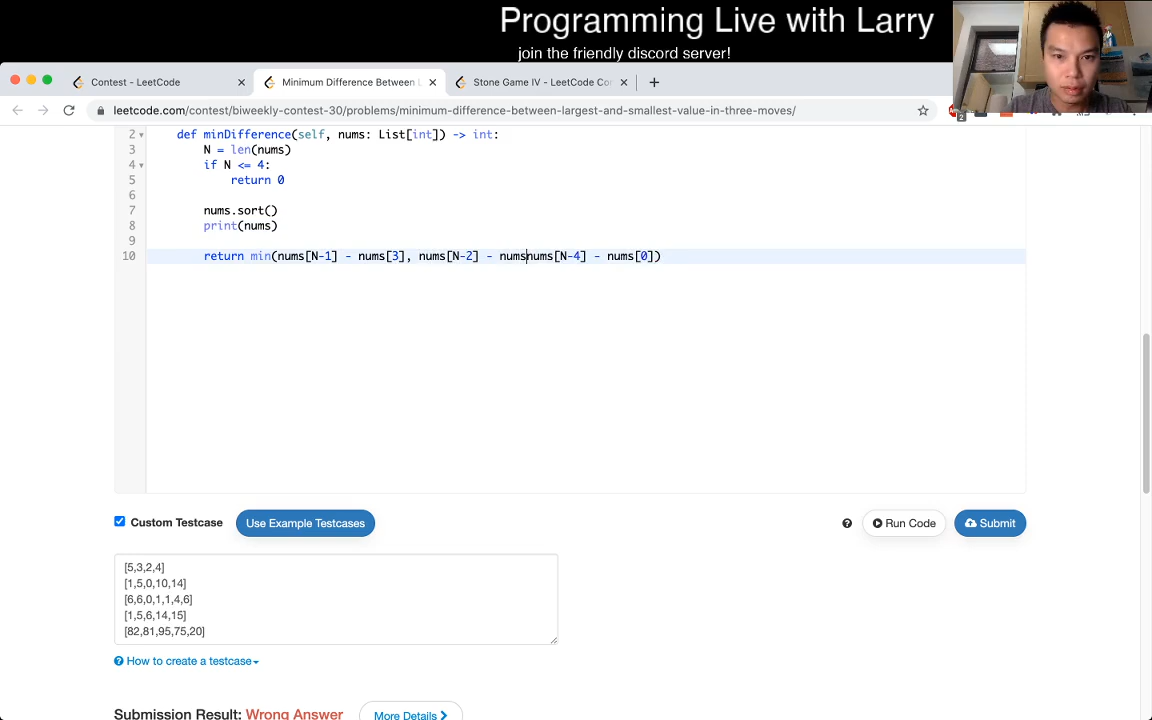 Programming Live with Larry
join the friendly discord server!
Contest - LeetCode
Minimum Difference Between L
Stone Game IV - LeetCode Con
leetcode.com/contest/biweekly-contest-30/problems/minimum-difference-between-largest-and-smallest-value-in-three-moves/
2
2 def minDifference(self, nums: List[int]) -> int:
3 N = len(nums)
4 if N <= 4:
5 return 0
6
7 nums.sort()
8 print(nums)
9
10 return min(nums[N-1] - nums[3], nums[N-2] - numsnums[N-4] - nums[0])
Custom Testcase
Use Example Testcases
? Run Code
Submit
[5,3,2,4]
[1,5,0,10,14]
[6,6,0,1,1,4,6]
[1,5,6,14,15]
[82,81,95,75,20]
? How to create a testcase
Submission Result: Wrong Answer
More Details